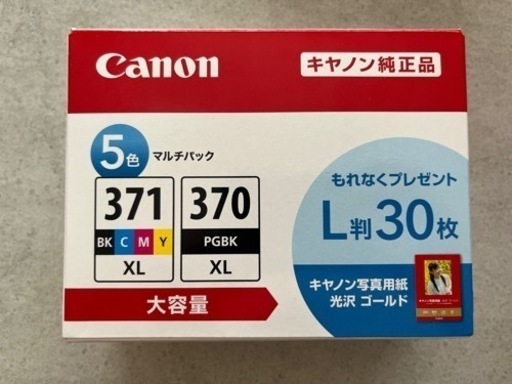 Canon
キヤノン純正品
5色
マルチパック
371
BK C M Y
XL
370
PGBK
XL
大容量
もれなくプレゼント
L判30枚
キヤノン写真用紙
光沢 ゴールド